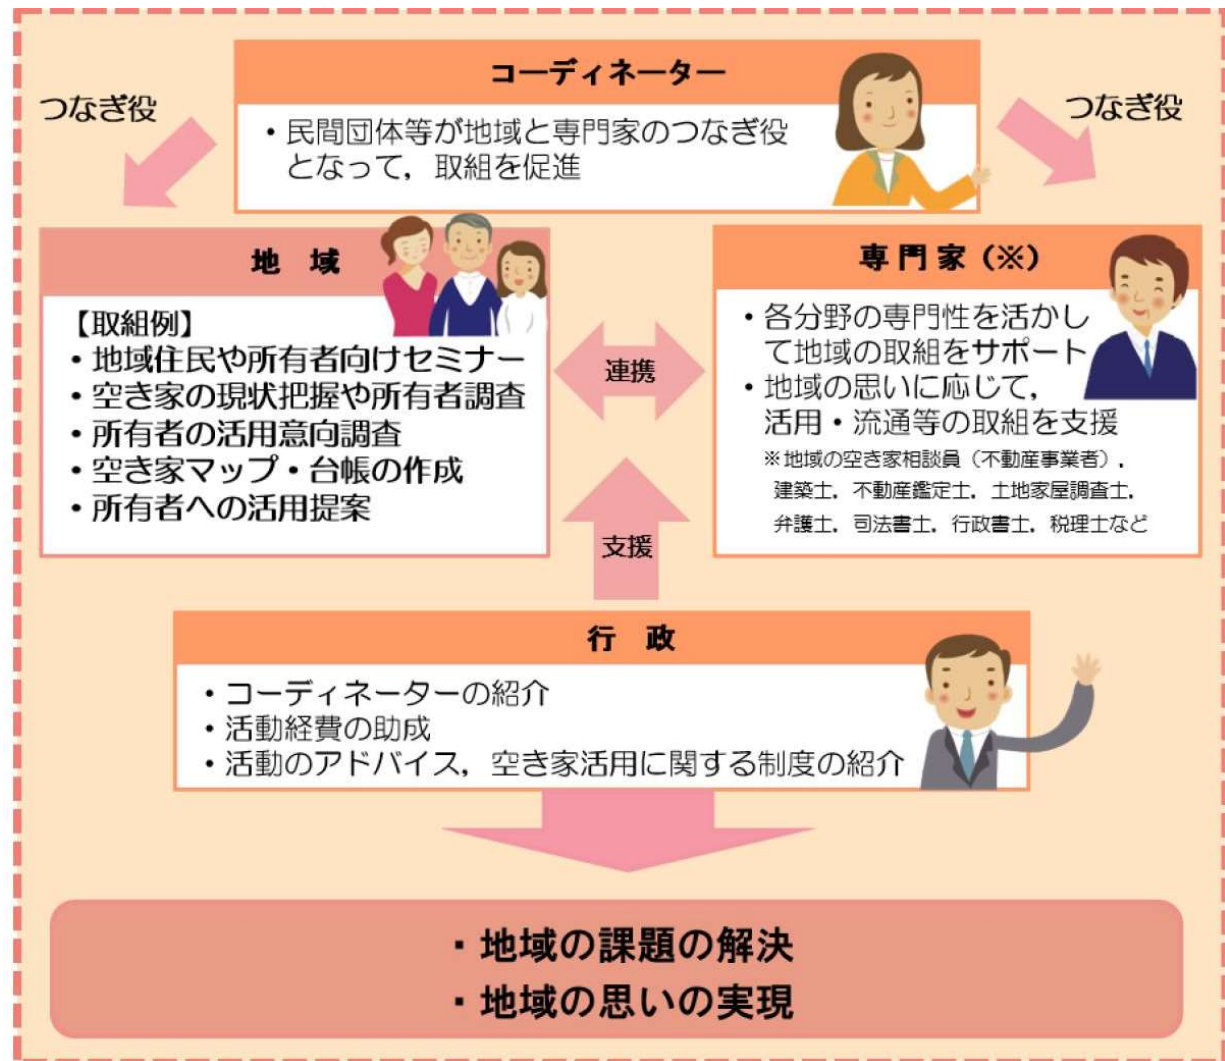 コーディネーター
つなぎ役
つなぎ役
・民間団体等が地域と専門家のつなぎ役
となって，取組を促進
地　域
【取組例】
・地域住民や所有者向けセミナー
・空き家の現状把握や所有者調査
・所有者の活用意向調査
・空き家マップ・台帳の作成
・所有者への活用提案
連携
専門家（※）
・各分野の専門性を活かし
て地域の取組をサポート
・地域の思いに応じて，
活用・流通等の取組を支援
※地域の空き家相談員（不動産事業者），
建築士，不動産鑑定士，土地家屋調査士，
弁護士，司法書士，行政書士，税理士など
支援
行　政
・コーディネーターの紹介
・活動経費の助成
・活動のアドバイス，空き家活用に関する制度の紹介
・地域の課題の解決
・地域の思いの実現